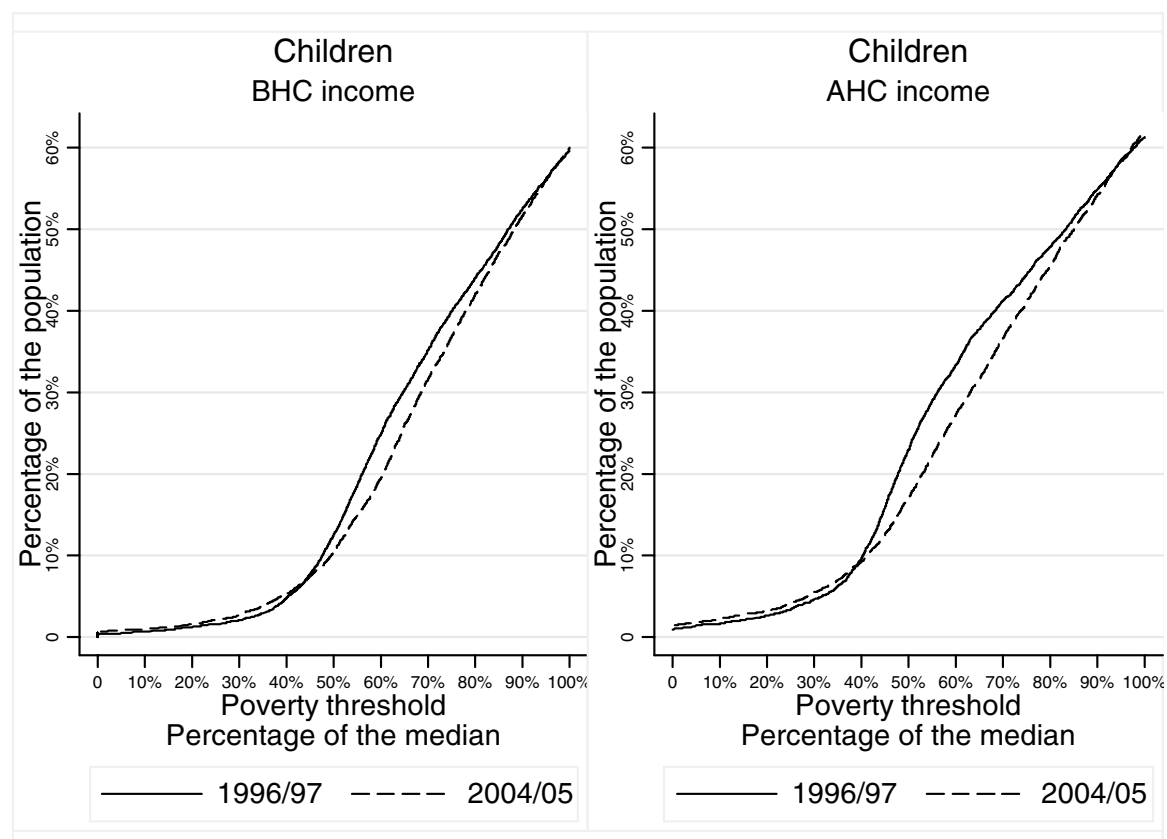 Children
BHC income
Percentage of the population
60%
50%
40%
30%
20%
10%
0
0 10% 20% 30% 40% 50% 60% 70% 80% 90% 100%
Poverty threshold
Percentage of the median
1996/97 2004/05
Children
AHC income
Percentage of the population
60%
50%
40%
30%
20%
10%
0
0 10% 20% 30% 40% 50% 60% 70% 80% 90% 100%
Poverty threshold
Percentage of the median
1996/97 2004/05